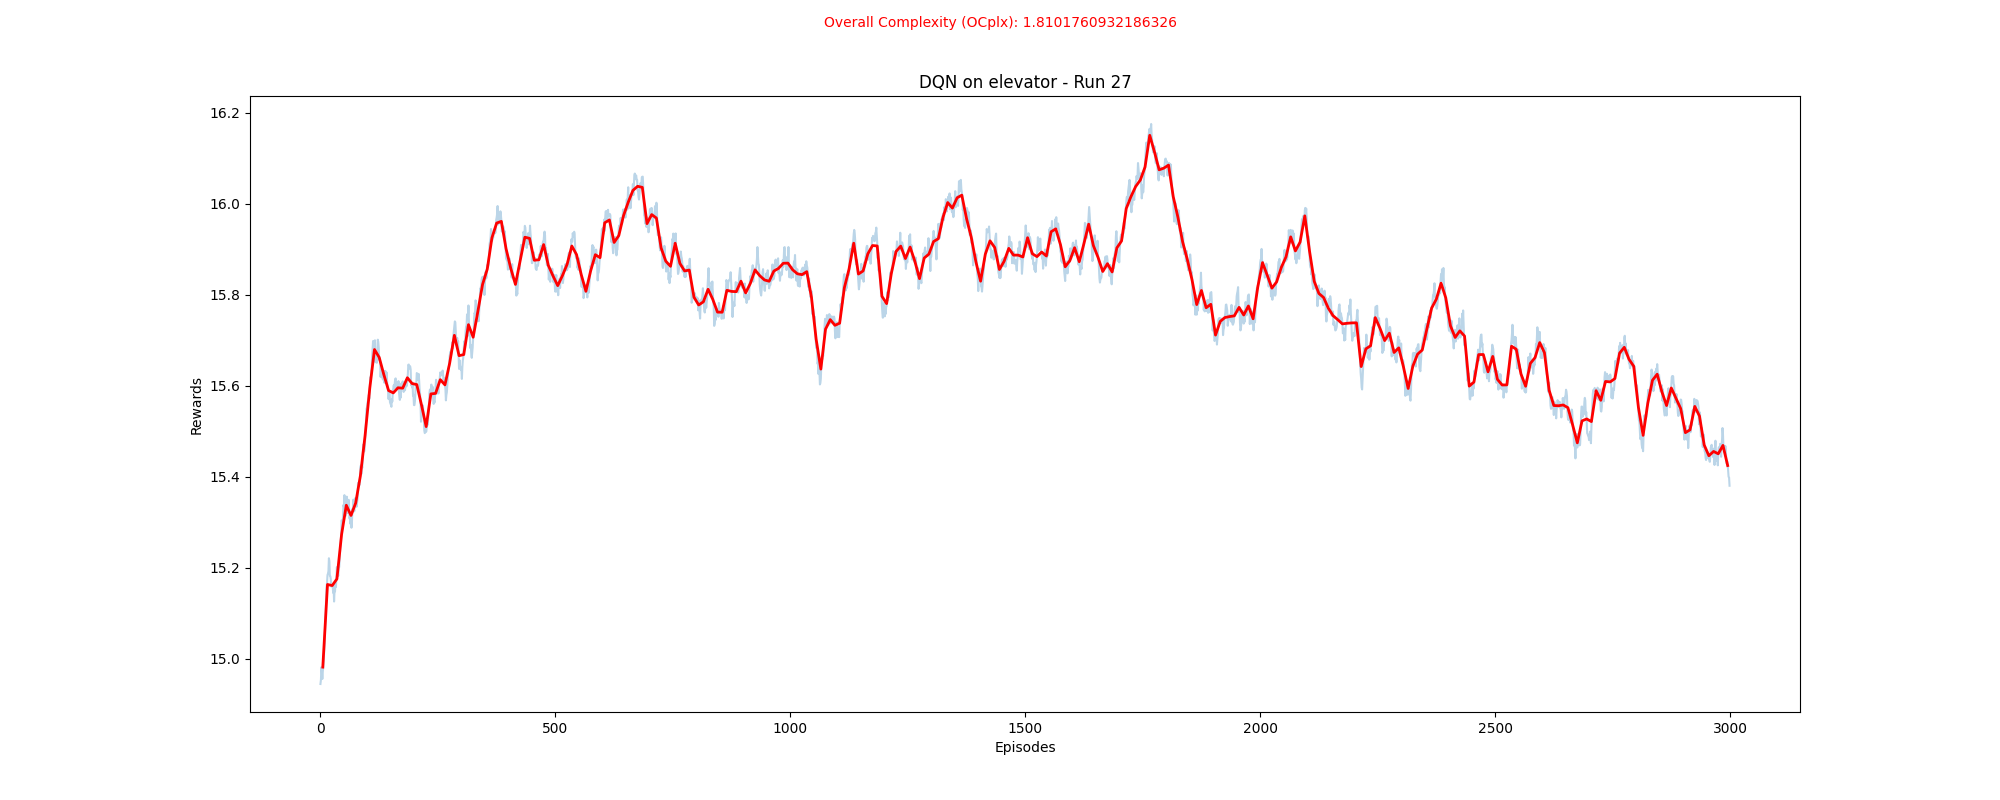 Overall Complexity (OCplx): 1.8101760932186326
DQN on elevator - Run 27
16.2
16.0
15.8
15.6
15.4
15.2
15.0
Rewards
0 500 1000 1500 2000 2500 3000
Episodes